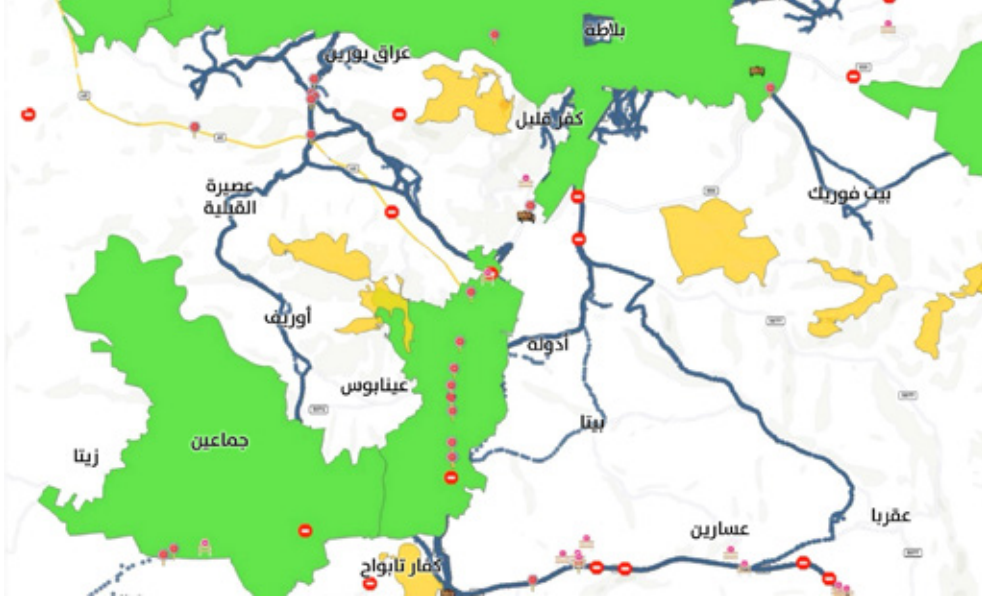 بلاطة
عراق بورين
كفر قليل
بيت فوريك
عصيرة
القبلية
أوريف
أدوله
عينابوس
بيتا
جماعين
زيتا
عقربا
عسارين
كفار تابواح